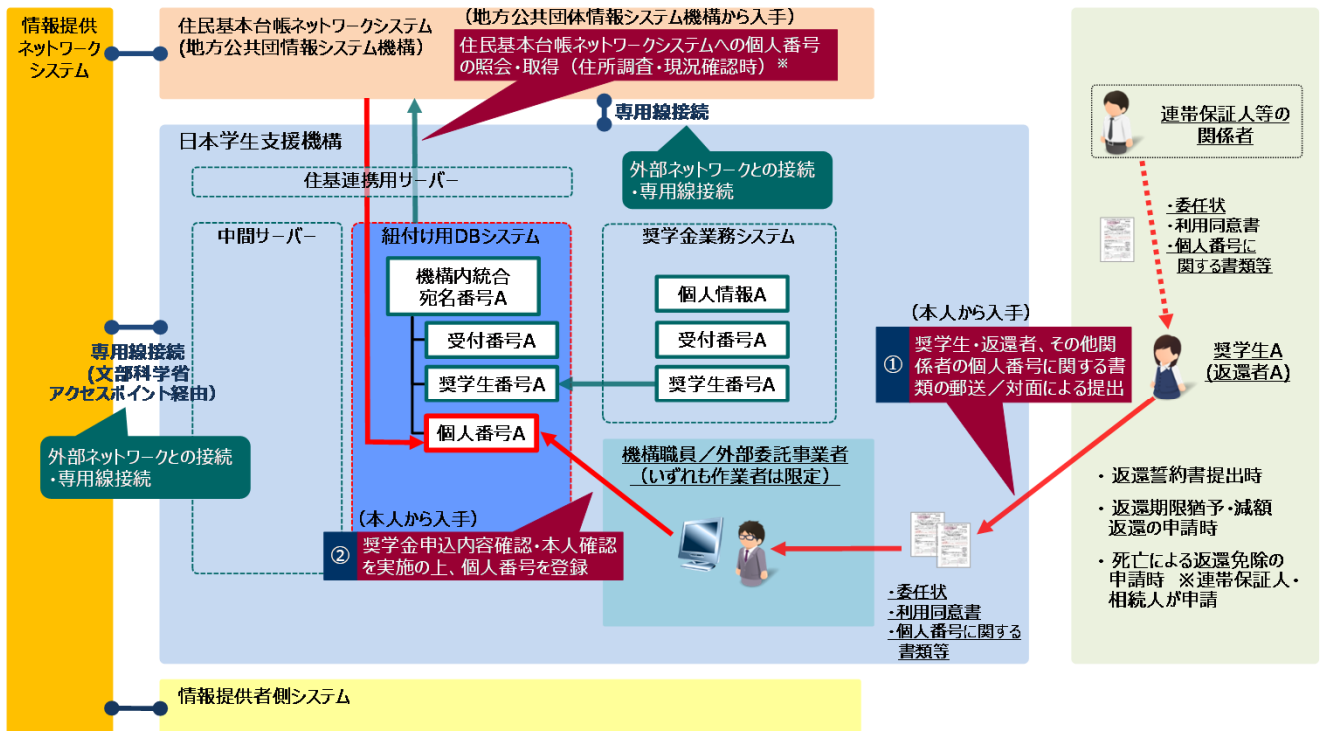 情報提供
ネットワーク
システム
住民基本台帳ネットワークシステム
(地方公共団情報システム機構)
(地方公共団体情報システム機構から入手)
住民基本台帳ネットワークシステムへの個人番号
の照会・取得(住所調査・現況確認時)※
専用線接続
日本学生支援機構
外部ネットワークとの接続
・専用線接続
住基連携用サーバー
中間サーバー
紐付け用DBシステム
奨学金業務システム
機構内統合
宛名番号A
受付番号A
奨学生番号A
個人番号A
個人情報A
受付番号A
奨学生番号A
専用線接続
(文部科学省
アクセスポイント経由)
外部ネットワークとの接続
・専用線接続
(本人から入手)
② 奨学金申込内容確認・本人確認
を実施の上、個人番号を登録
機構職員/外部委託事業者
(いずれも作業者は限定)
(本人から入手)
① 奨学生・返還者、その他関
係者の個人番号に関する書
類の郵送/対面による提出
・委任状
・利用同意書
・個人番号に関する
書類等
連帯保証人等の
関係者
・委任状
・利用同意書
・個人番号に
関する書類等
奨学生A
(返還者A)
・ 返還誓約書提出時
・ 返還期限猶予・減額
返還の申請時
・ 死亡による返還免除の
申請時 ※連帯保証人・
相続人が申請
情報提供者側システム